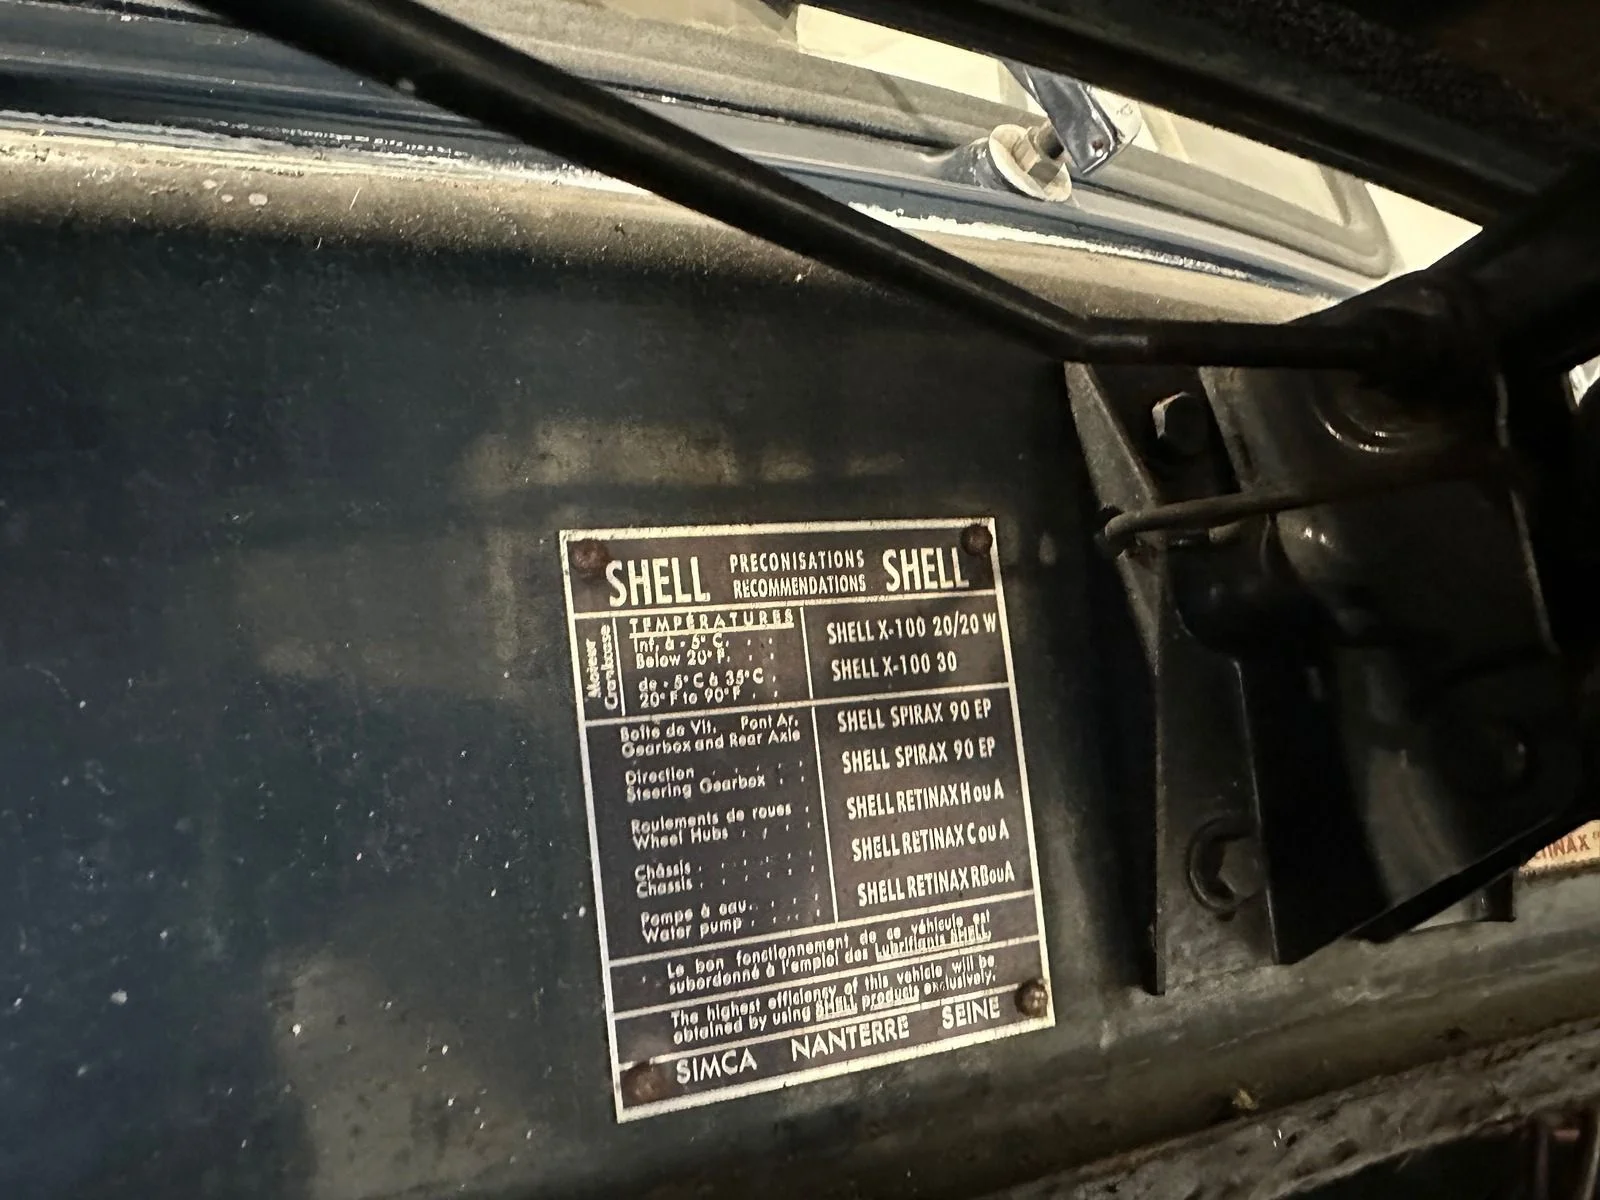 SHELL PRECONISATIONS RECOMMENDATIONS SHELL
Moteur
Crankcase
TEMPÉRATURES
Inf. à - 5° C. . .
Below 20° F. . .
SHELL X-100 20/20 W
de - 5° C à 35° C .
20° F to 90° F . .
SHELL X-100 30
Boîte de Vit. Pont Ar.
Gearbox and Rear Axle
SHELL SPIRAX 90 EP
Direction . . . . .
Steering Gearbox . .
SHELL SPIRAX 90 EP
Roulements de roues .
Wheel Hubs . . . .
SHELL RETINAX H ou A
Châssis . . . . .
Chassis . . . . .
SHELL RETINAX C ou A
Pompe à eau. . . .
Water pump . . . .
SHELL RETINAX RB ou A
Le bon fonctionnement de ce véhicule est
subordonné à l'emploi des lubrifiants SHELL.
The highest efficiency of this vehicle will be
obtained by using SHELL products exclusively.
SIMCA NANTERRE SEINE